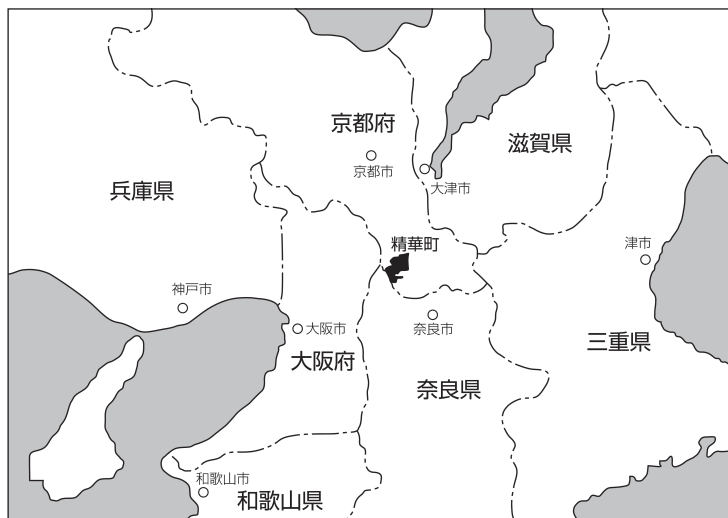 京都府
京都市
滋賀県
大津市
兵庫県
精華町
津市
神戸市
大阪市
奈良市
大阪府
三重県
奈良県
和歌山市
和歌山県